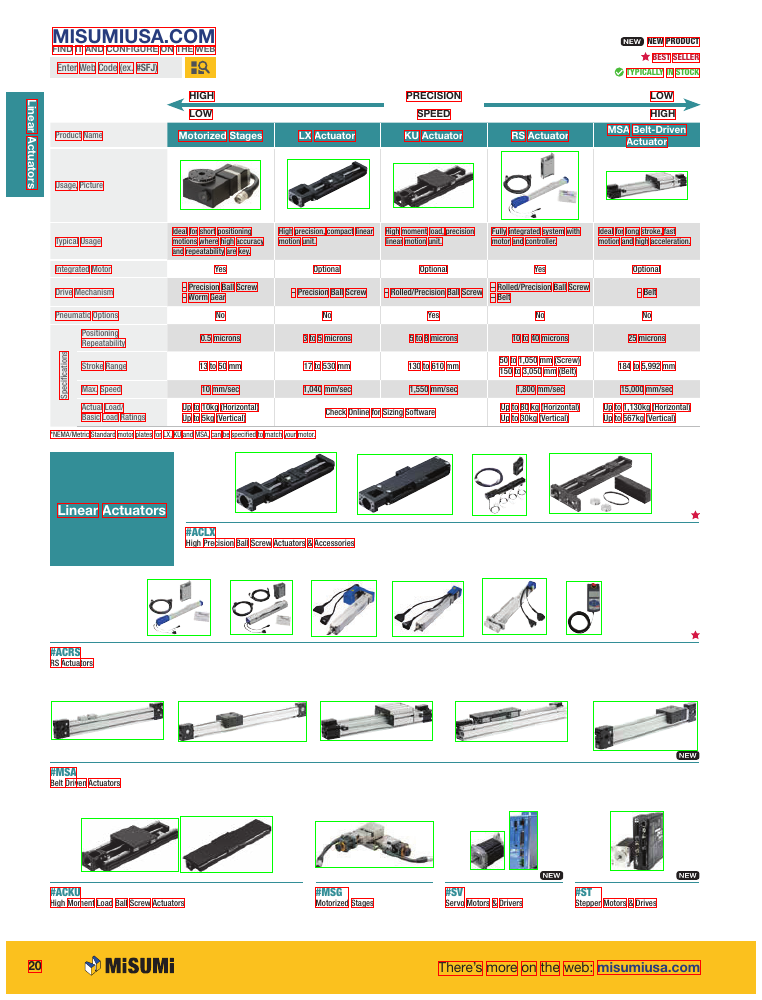 MISUMIUSA.COM
FIND IT AND CONFIGURE ON THE WEB
Enter Web Code (ex. #SFJ)
NEW NEW PRODUCT
BEST SELLER
TYPICALLY IN STOCK
Linear Actuators
HIGH PRECISION LOW
LOW SPEED HIGH
Product Name Motorized Stages LX Actuator KU Actuator RS Actuator MSA Belt-Driven Actuator
Usage, Picture
Typical Usage
Ideal for short positioning motions where high accuracy and repeatability are key.
High precision, compact linear motion unit.
High moment load, precision linear motion unit.
Fully integrated system with motor and controller.
Ideal for long stroke, fast motion and high acceleration.
Integrated Motor Yes Optional Optional Yes Optional
Drive Mechanism
– Precision Ball Screw
– Worm Gear
– Precision Ball Screw
– Rolled/Precision Ball Screw
– Rolled/Precision Ball Screw
– Belt
– Belt
Pneumatic Options No No Yes No No
Specifications
Positioning Repeatability 0.5 microns 3 to 5 microns 5 to 8 microns 10 to 40 microns 25 microns
Stroke Range 13 to 50 mm 17 to 530 mm 130 to 610 mm
50 to 1,050 mm (Screw)
150 to 3,050 mm (Belt)
184 to 5,992 mm
Max. Speed 10 mm/sec 1,040 mm/sec 1,550 mm/sec 1,800 mm/sec 15,000 mm/sec
Actual Load/
Basic Load Ratings
Up to 10kg (Horizontal)
Up to 5kg (Vertical)
Check Online for Sizing Software
Up to 60 kg (Horizontal)
Up to 30kg (Vertical)
Up to 1,130kg (Horizontal)
Up to 567kg (Vertical)
*NEMA/Metric Standard motor plates for LX, KU and MSA, can be specified to match your motor.
Linear Actuators
#ACLX
High Precision Ball Screw Actuators & Accessories
#ACRS
RS Actuators
NEW
#MSA
Belt Driven Actuators
NEW
NEW
#ACKU
High Moment Load Ball Screw Actuators
#MSG
Motorized Stages
#SV
Servo Motors & Drivers
#ST
Stepper Motors & Drives
20
MiSUMi
There's more on the web: misumiusa.com